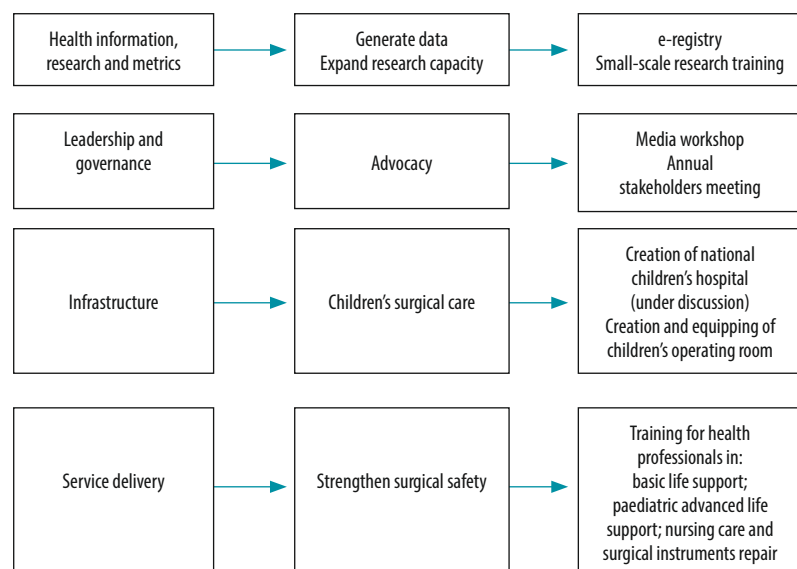 Health information,
research and metrics
Generate data
Expand research capacity
e-registry
Small-scale research training
Leadership and
governance
Advocacy
Media workshop
Annual
stakeholders meeting
Infrastructure
Children's surgical care
Creation of national
children's hospital
(under discussion)
Creation and equipping of
children's operating room
Service delivery
Strengthen surgical safety
Training for health
professionals in:
basic life support;
paediatric advanced life
support; nursing care and
surgical instruments repair